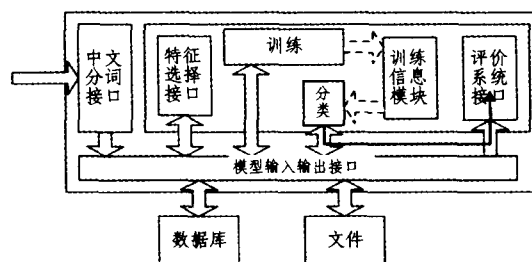 中文
分词
接口
特征
选择
接口
训练
分
类
训练
信息
模块
评价
系统
接口
模型输入输出接口
数据库
文件